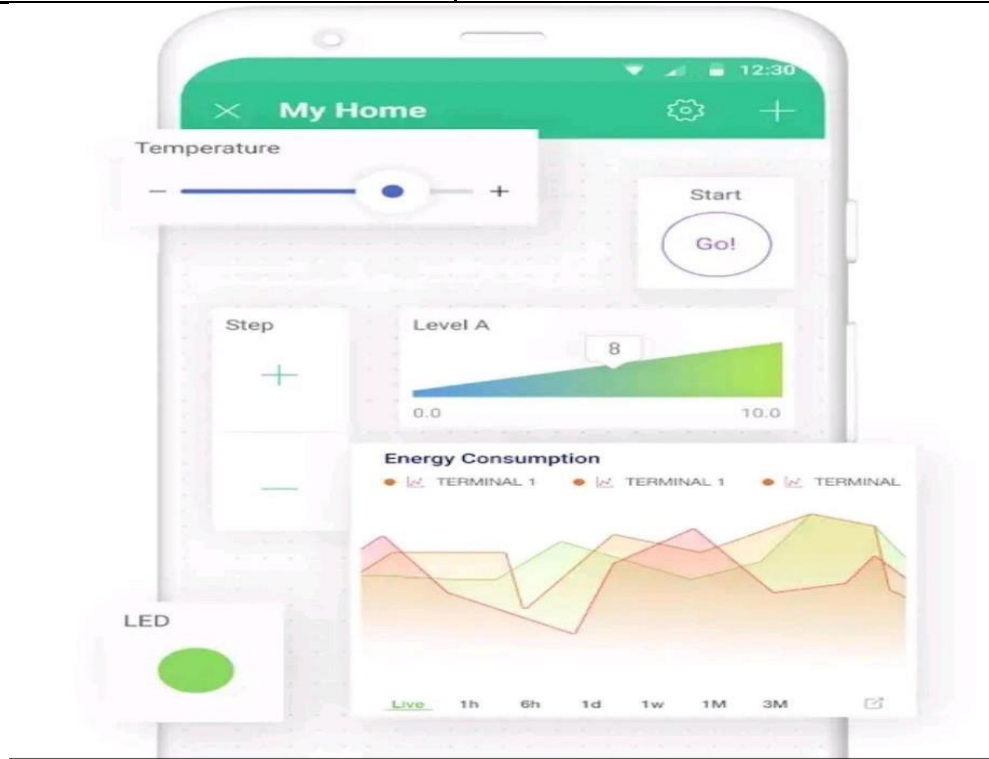 12:30
My Home
Temperature
− +
Start
Go!
Step
+
−
Level A
8
0.0 10.0
Energy Consumption
TERMINAL 1 TERMINAL 1 TERMINAL
LED
Live 1h 6h 1d 1w 1M 3M